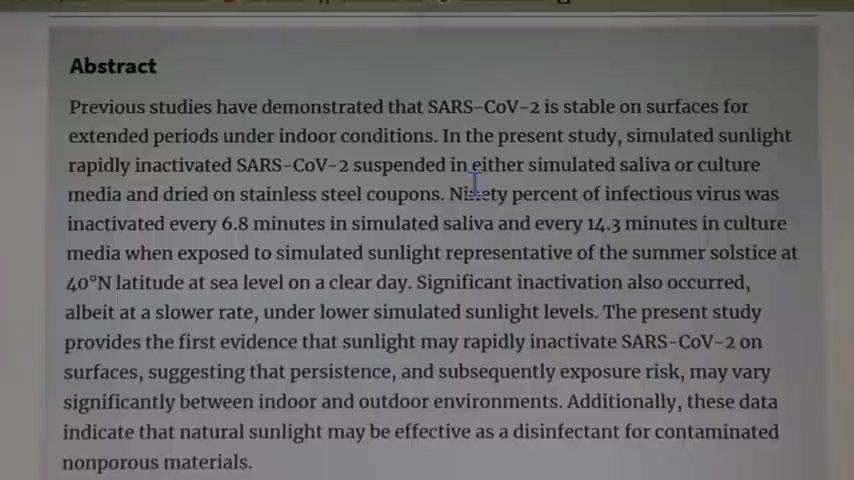 Abstract
Previous studies have demonstrated that SARS-CoV-2 is stable on surfaces for
extended periods under indoor conditions. In the present study, simulated sunlight
rapidly inactivated SARS-CoV-2 suspended in either simulated saliva or culture
media and dried on stainless steel coupons. Ninety percent of infectious virus was
inactivated every 6.8 minutes in simulated saliva and every 14.3 minutes in culture
media when exposed to simulated sunlight representative of the summer solstice at
40°N latitude at sea level on a clear day. Significant inactivation also occurred,
albeit at a slower rate, under lower simulated sunlight levels. The present study
provides the first evidence that sunlight may rapidly inactivate SARS-CoV-2 on
surfaces, suggesting that persistence, and subsequently exposure risk, may vary
significantly between indoor and outdoor environments. Additionally, these data
indicate that natural sunlight may be effective as a disinfectant for contaminated
nonporous materials.